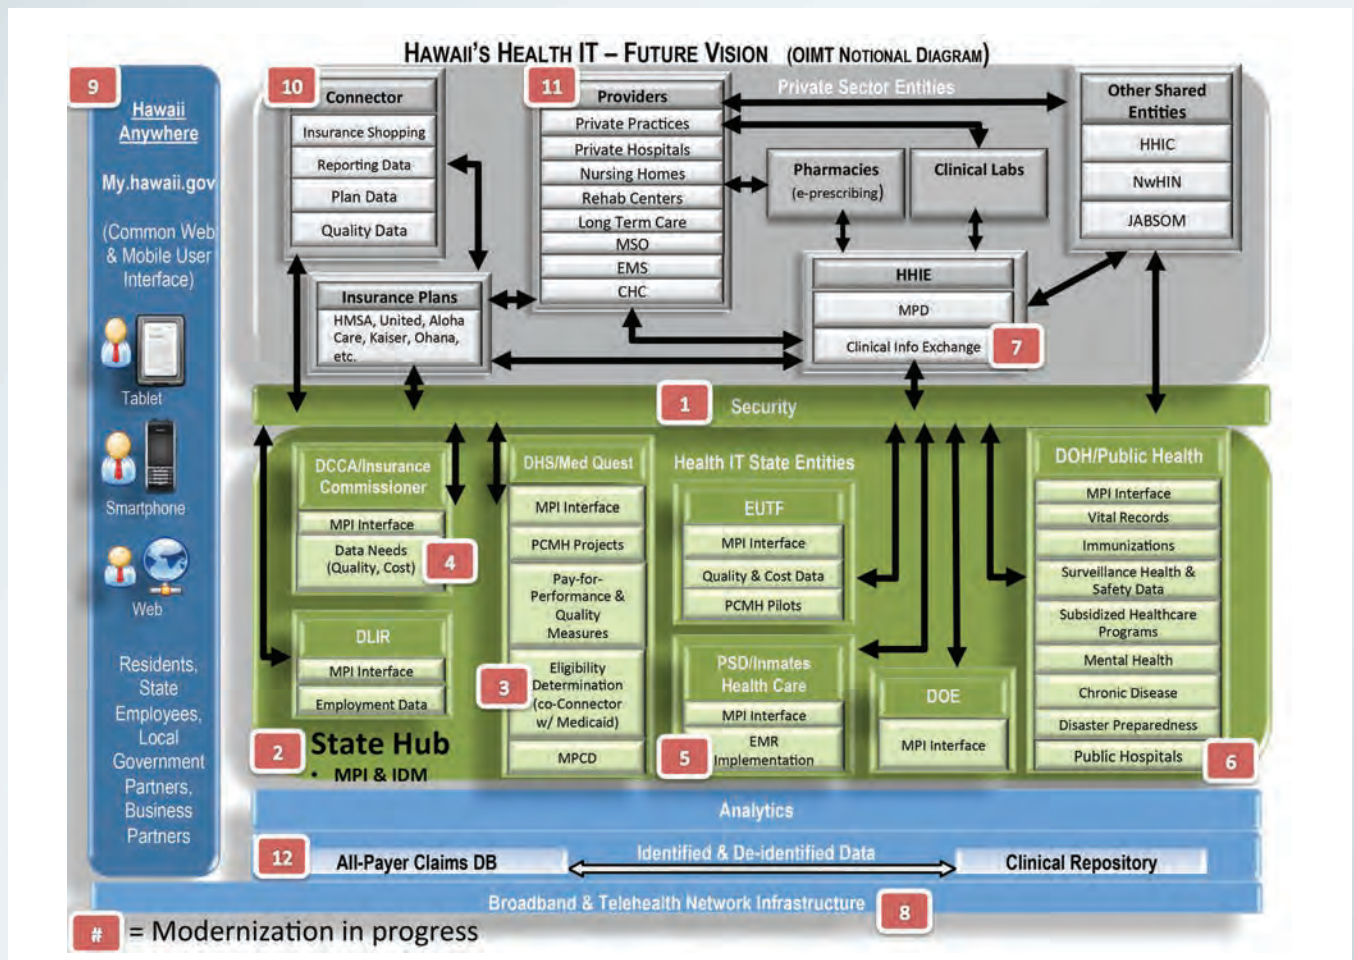 HAWAII'S HEALTH IT – FUTURE VISION (OIMT NOTIONAL DIAGRAM)
9
Hawaii
Anywhere
My.hawaii.gov
(Common Web
& Mobile User
Interface)
Tablet
Smartphone
Web
Residents,
State
Employees,
Local
Government
Partners,
Business
Partners
Private Sector Entities
10
Connector
Insurance Shopping
Reporting Data
Plan Data
Quality Data
Insurance Plans
HMSA, United, Aloha
Care, Kaiser, Ohana,
etc.
11
Providers
Private Practices
Private Hospitals
Nursing Homes
Rehab Centers
Long Term Care
MSO
EMS
CHC
Pharmacies
(e-prescribing)
Clinical Labs
Other Shared
Entities
HHIC
NwHIN
JABSOM
HHIE
MPD
Clinical Info Exchange
7
1
Security
Health IT State Entities
DCCA/Insurance
Commissioner
MPI Interface
Data Needs
(Quality, Cost)
4
DLIR
MPI Interface
Employment Data
2
State Hub
• MPI & IDM
DHS/Med Quest
MPI Interface
PCMH Projects
Pay-for-
Performance &
Quality
Measures
3
Eligibility
Determination
(co-Connector
w/ Medicaid)
MPCD
EUTF
MPI Interface
Quality & Cost Data
PCMH Pilots
PSD/Inmates
Health Care
MPI Interface
5
EMR
Implementation
DOE
MPI Interface
DOH/Public Health
MPI Interface
Vital Records
Immunizations
Surveillance Health &
Safety Data
Subsidized Healthcare
Programs
Mental Health
Chronic Disease
Disaster Preparedness
Public Hospitals
6
Analytics
12
All-Payer Claims DB
Identified & De-identified Data
Clinical Repository
Broadband & Telehealth Network Infrastructure
8
# = Modernization in progress